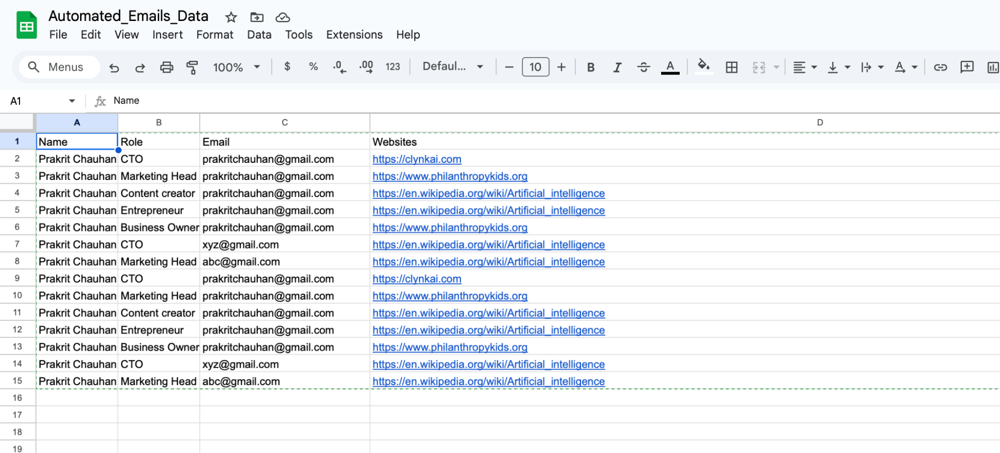 Automated_Emails_Data
File Edit View Insert Format Data Tools Extensions Help
Menus 100% $ % .0 .00 123 Defaul... − 10 + B I S A A
A1 fx Name
A B C D
1 Name Role Email Websites
2 Prakrit Chauhan CTO prakritchauhan@gmail.com https://clynkai.com
3 Prakrit Chauhan Marketing Head prakritchauhan@gmail.com https://www.philanthropykids.org
4 Prakrit Chauhan Content creator prakritchauhan@gmail.com https://en.wikipedia.org/wiki/Artificial_intelligence
5 Prakrit Chauhan Entrepreneur prakritchauhan@gmail.com https://en.wikipedia.org/wiki/Artificial_intelligence
6 Prakrit Chauhan Business Owner prakritchauhan@gmail.com https://www.philanthropykids.org
7 Prakrit Chauhan CTO xyz@gmail.com https://en.wikipedia.org/wiki/Artificial_intelligence
8 Prakrit Chauhan Marketing Head abc@gmail.com https://en.wikipedia.org/wiki/Artificial_intelligence
9 Prakrit Chauhan CTO prakritchauhan@gmail.com https://clynkai.com
10 Prakrit Chauhan Marketing Head prakritchauhan@gmail.com https://www.philanthropykids.org
11 Prakrit Chauhan Content creator prakritchauhan@gmail.com https://en.wikipedia.org/wiki/Artificial_intelligence
12 Prakrit Chauhan Entrepreneur prakritchauhan@gmail.com https://en.wikipedia.org/wiki/Artificial_intelligence
13 Prakrit Chauhan Business Owner prakritchauhan@gmail.com https://www.philanthropykids.org
14 Prakrit Chauhan CTO xyz@gmail.com https://en.wikipedia.org/wiki/Artificial_intelligence
15 Prakrit Chauhan Marketing Head abc@gmail.com https://en.wikipedia.org/wiki/Artificial_intelligence
16
17
18
19